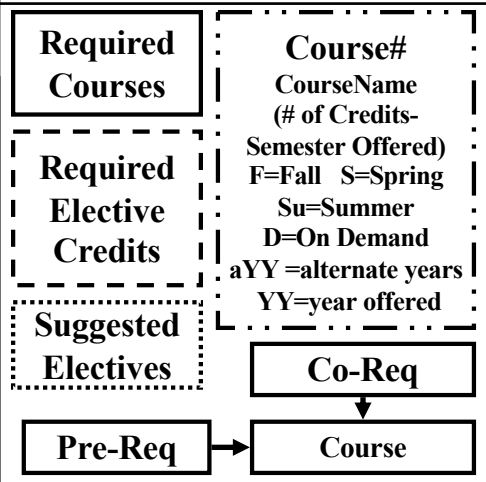 Required
Courses
Required
Elective
Credits
Suggested
Electives
Course#
CourseName
(# of Credits-
Semester Offered)
F=Fall S=Spring
Su=Summer
D=On Demand
aYY =alternate years
YY=year offered
Co-Req
Pre-Req
Course